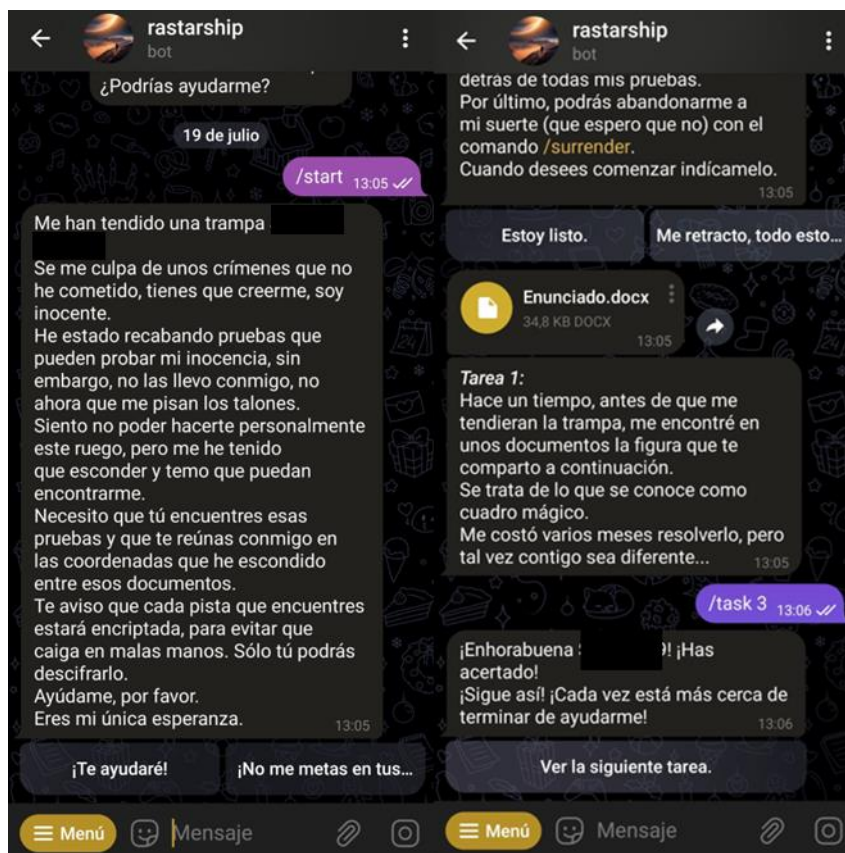 rastarship
bot
¿Podrías ayudarme?
19 de julio
/start 13:05
Me han tendido una trampa
Se me culpa de unos crímenes que no
he cometido, tienes que creerme, soy
inocente.
He estado recabando pruebas que
pueden probar mi inocencia, sin
embargo, no las llevo conmigo, no
ahora que me pisan los talones.
Siento no poder hacerte personalmente
este ruego, pero me he tenido
que esconder y temo que puedan
encontrarme.
Necesito que tú encuentres esas
pruebas y que te reúnas conmigo en
las coordenadas que he escondido
entre esos documentos.
Te aviso que cada pista que encuentres
estará encriptada, para evitar que
caiga en malas manos. Sólo tú podrás
descifrarlo.
Ayúdame, por favor.
Eres mi única esperanza. 13:05
¡Te ayudaré! ¡No me metas en tus...
Menú Mensaje
rastarship
bot
detrás de todas mis pruebas.
Por último, podrás abandonarme a
mi suerte (que espero que no) con el
comando /surrender.
Cuando desees comenzar indícamelo.
13:05
Estoy listo. Me retracto, todo esto...
Enunciado.docx
34,8 KB DOCX
13:05
Tarea 1:
Hace un tiempo, antes de que me
tendieran la trampa, me encontré en
unos documentos la figura que te
comparto a continuación.
Se trata de lo que se conoce como
cuadro mágico.
Me costó varios meses resolverlo, pero
tal vez contigo sea diferente... 13:05
/task 3 13:06
¡Enhorabuena 9! ¡Has
acertado!
¡Sigue así! ¡Cada vez está más cerca de
terminar de ayudarme! 13:06
Ver la siguiente tarea.
Menú Mensaje